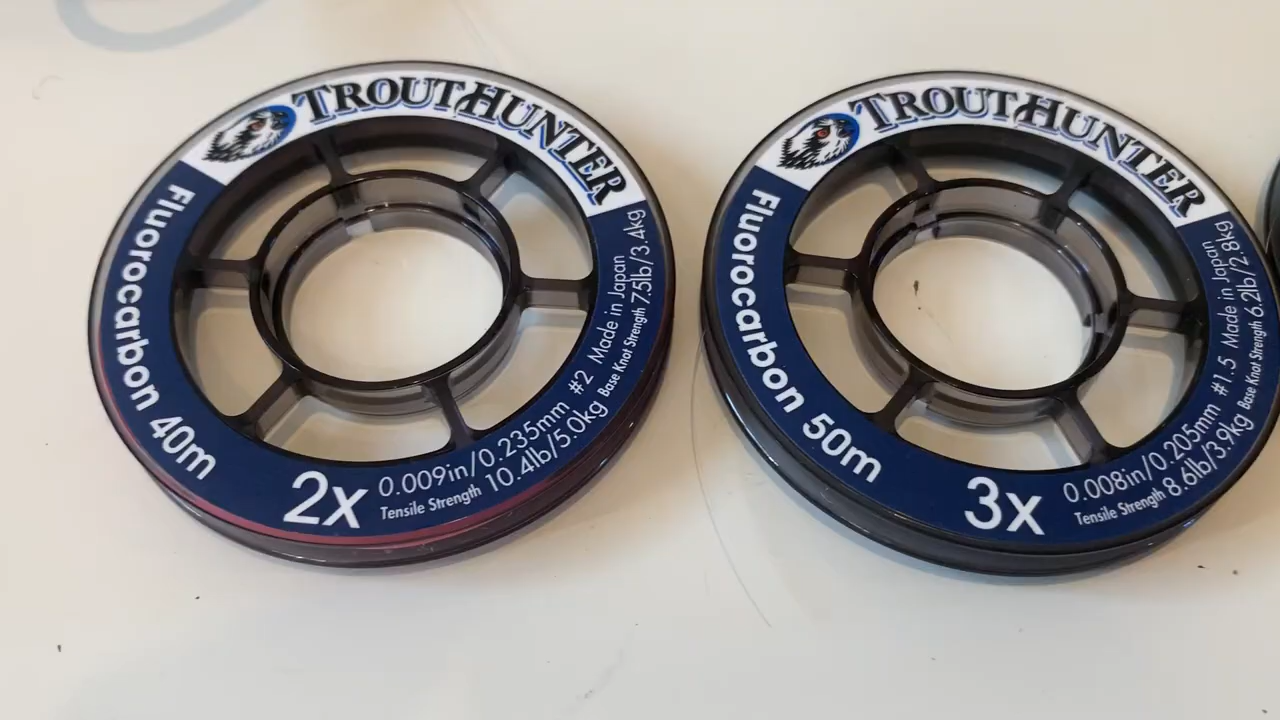 TROUTHUNTER
Fluorocarbon 40m
2x
0.009in/0.235mm #2 Made in Japan
Tensile Strength 10.4lb/5.0kg Base Knot Strength 7.5lb/3.4kg
TROUTHUNTER
Fluorocarbon 50m
3x
0.008in/0.205mm #1.5 Made in Japan
Tensile Strength 8.6lb/3.9kg Base Knot Strength 6.2lb/2.8kg